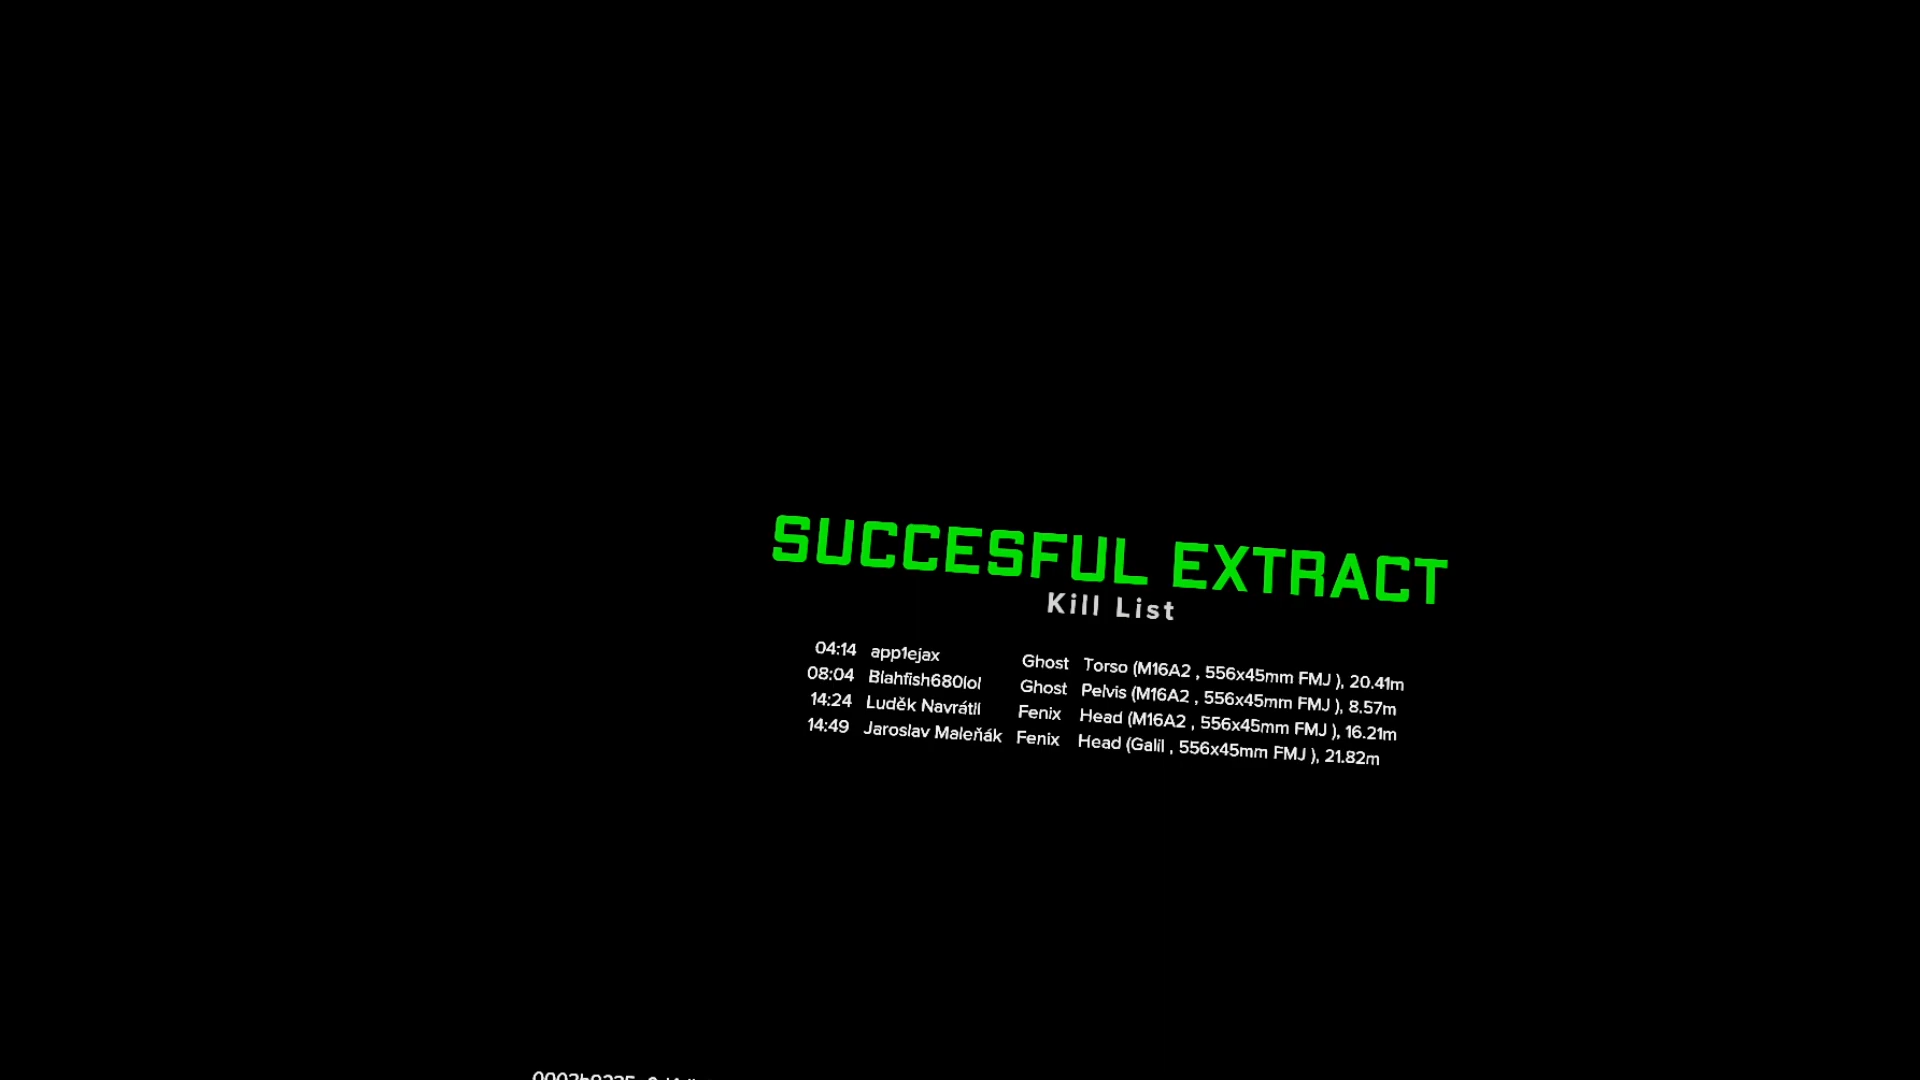 SUCCESFUL EXTRACT
Kill List
04:14 app1ejax Ghost Torso (M16A2 , 556x45mm FMJ ), 20.41m
08:04 Blahfish680lol Ghost Pelvis (M16A2 , 556x45mm FMJ ), 8.57m
14:24 Luděk Navrátil Fenix Head (M16A2 , 556x45mm FMJ ), 16.21m
14:49 Jaroslav Maleňák Fenix Head (Galil , 556x45mm FMJ ), 21.82m